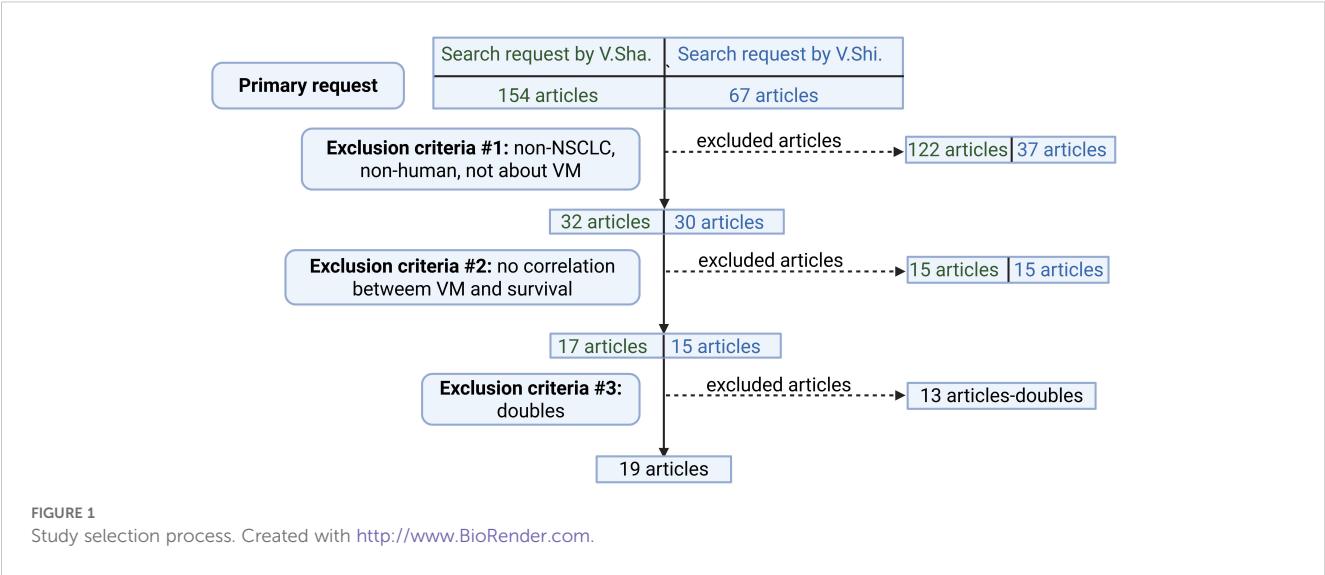 Search request by V.Sha. Search request by V.Shi.
Primary request
154 articles 67 articles
Exclusion criteria #1: non-NSCLC,
non-human, not about VM
excluded articles
122 articles 37 articles
32 articles 30 articles
Exclusion criteria #2: no correlation
betweem VM and survival
excluded articles
15 articles 15 articles
17 articles 15 articles
Exclusion criteria #3:
doubles
excluded articles
13 articles-doubles
19 articles
FIGURE 1
Study selection process. Created with http://www.BioRender.com.